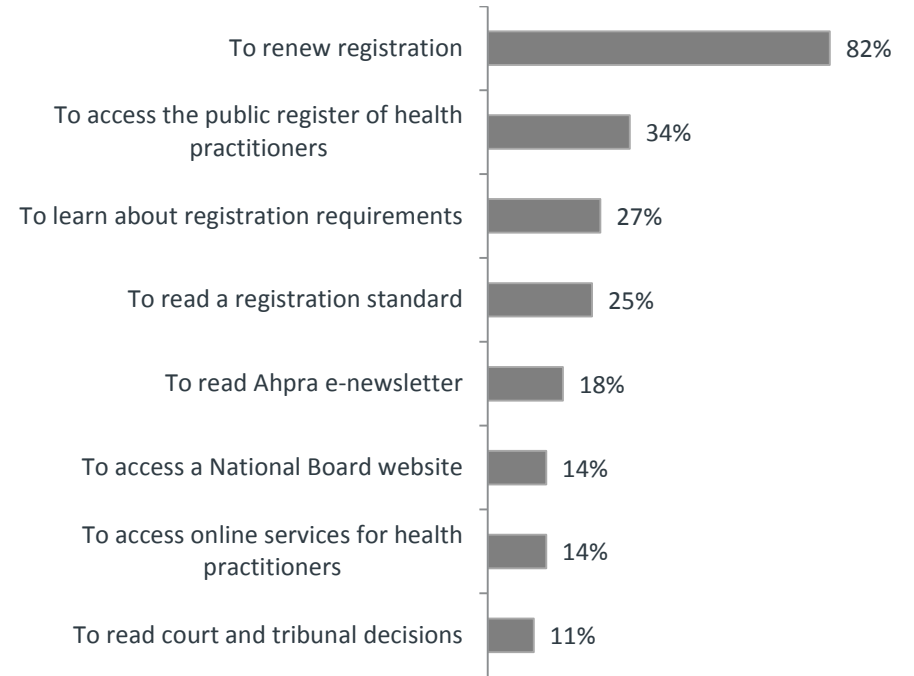 To renew registration
82%
To access the public register of health
practitioners
34%
To learn about registration requirements
27%
To read a registration standard
25%
To read Ahpra e-newsletter
18%
To access a National Board website
14%
To access online services for health
practitioners
14%
To read court and tribunal decisions
11%